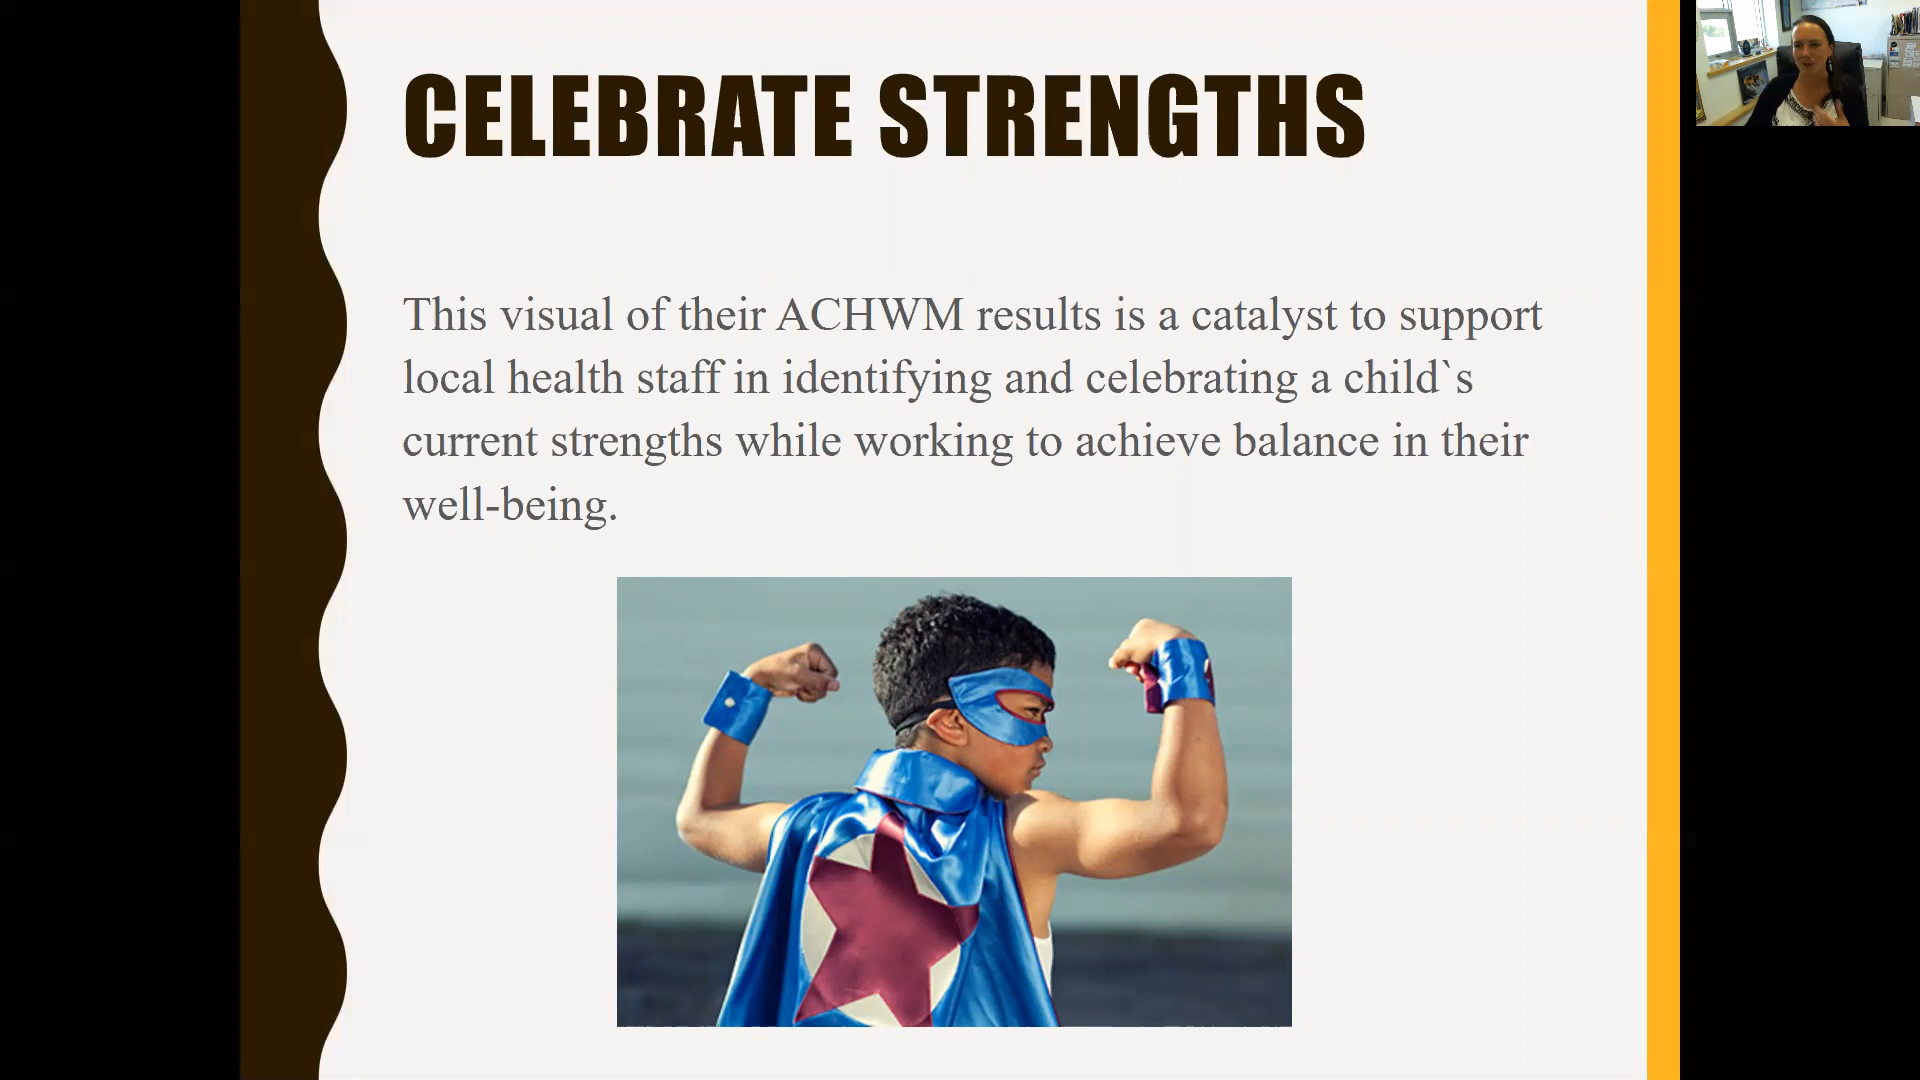 CELEBRATE STRENGTHS
This visual of their ACHWM results is a catalyst to support
local health staff in identifying and celebrating a child`s
current strengths while working to achieve balance in their
well-being.